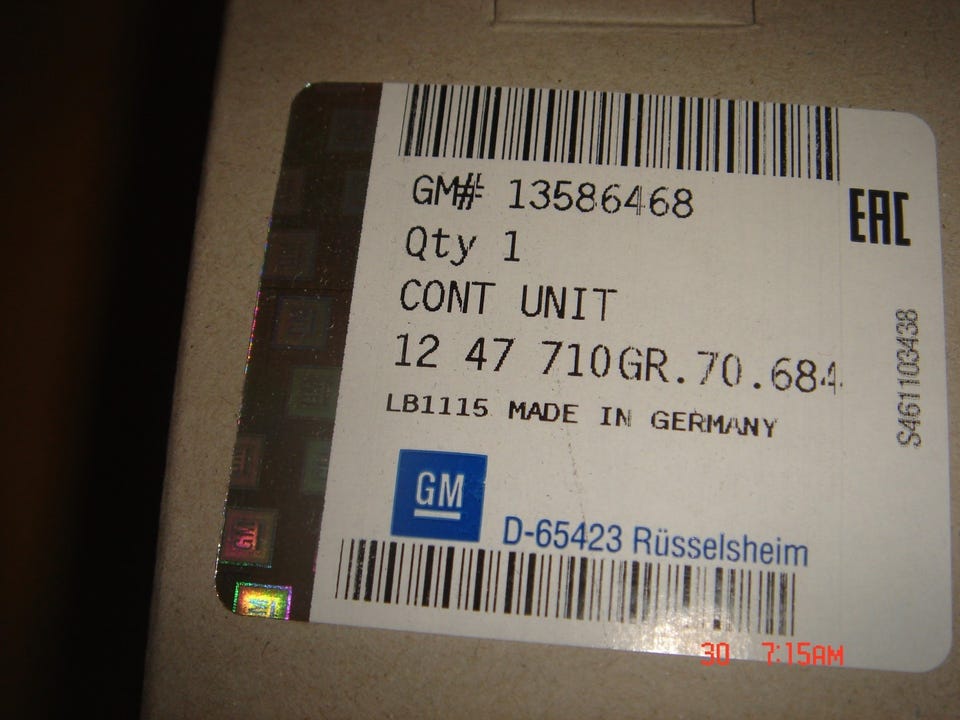 GM# 13586468
EAC
Qty 1
CONT UNIT
12 47 710GR.70.684
LB1115 MADE IN GERMANY
S461103438
GM
D-65423 Rüsselsheim
30 7:15AM